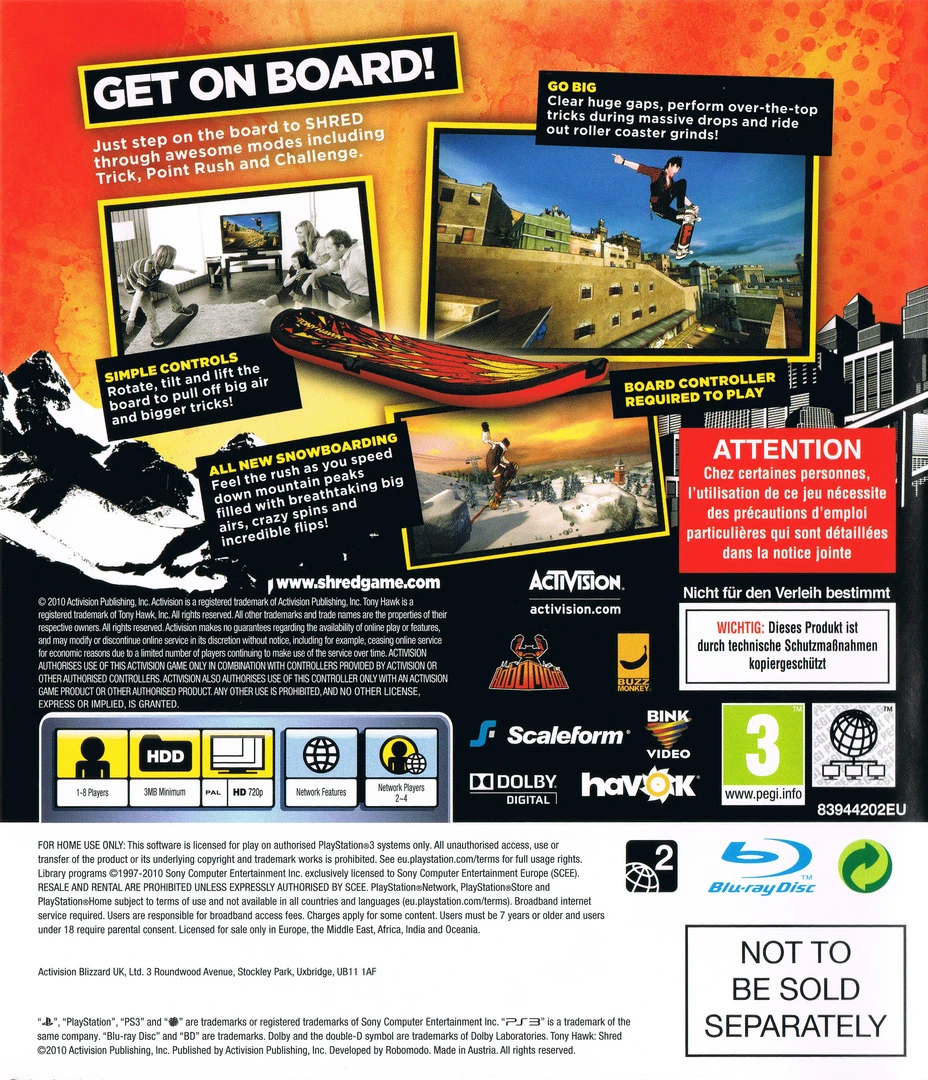 GET ON BOARD!
Just step on the board to SHRED
through awesome modes including
Trick, Point Rush and Challenge.
GO BIG
Clear huge gaps, perform over-the-top
tricks during massive drops and ride
out roller coaster grinds!
TONY HAWK
SIMPLE CONTROLS
Rotate, tilt and lift the
board to pull off big air
and bigger tricks!
BOARD CONTROLLER
REQUIRED TO PLAY
ALL NEW SNOWBOARDING
Feel the rush as you speed
down mountain peaks
filled with breathtaking big
airs, crazy spins and
incredible flips!
ATTENTION
Chez certaines personnes,
l'utilisation de ce jeu nécessite
des précautions d'emploi
particulières qui sont détaillées
dans la notice jointe
www.shredgame.com
© 2010 Activision Publishing, Inc. Activision is a registered trademark of Activision Publishing, Inc. Tony Hawk is a
registered trademark of Tony Hawk, Inc. All rights reserved. All other trademarks and trade names are the properties of their
respective owners. All rights reserved. Activision makes no guarantees regarding the availability of online play or features,
and may modify or discontinue online service in its discretion without notice, including for example, ceasing online service
for economic reasons due to a limited number of players continuing to make use of the service over time. ACTIVISION
AUTHORISES USE OF THIS ACTIVISION GAME ONLY IN COMBINATION WITH CONTROLLERS PROVIDED BY ACTIVISION OR
OTHER AUTHORISED CONTROLLERS. ACTIVISION ALSO AUTHORISES USE OF THIS CONTROLLER ONLY WITH AN ACTIVISION
GAME PRODUCT OR OTHER AUTHORISED PRODUCT. ANY OTHER USE IS PROHIBITED, AND NO OTHER LICENSE,
EXPRESS OR IMPLIED, IS GRANTED.
ACTIVISION.
activision.com
Nicht für den Verleih bestimmt
WICHTIG: Dieses Produkt ist
durch technische Schutzmaßnahmen
kopiergeschützt
ROBOMODO
BUZZ
MONKEY
Scaleform®
BINK
VIDEO
DOLBY
DIGITAL
havok®
3
™
www.pegi.info
™
PEGI
83944202EU
HDD
1-8 Players
3MB Minimum
PAL HD 720p
Network Features
Network Players
2~4
FOR HOME USE ONLY: This software is licensed for play on authorised PlayStation®3 systems only. All unauthorised access, use or
transfer of the product or its underlying copyright and trademark works is prohibited. See eu.playstation.com/terms for full usage rights.
Library programs ©1997-2010 Sony Computer Entertainment Inc. exclusively licensed to Sony Computer Entertainment Europe (SCEE).
RESALE AND RENTAL ARE PROHIBITED UNLESS EXPRESSLY AUTHORISED BY SCEE. PlayStation®Network, PlayStation®Store and
PlayStation®Home subject to terms of use and not available in all countries and languages (eu.playstation.com/terms). Broadband internet
service required. Users are responsible for broadband access fees. Charges apply for some content. Users must be 7 years or older and users
under 18 require parental consent. Licensed for sale only in Europe, the Middle East, Africa, India and Oceania.
2
Blu-ray Disc™
Activision Blizzard UK, Ltd. 3 Roundwood Avenue, Stockley Park, Uxbridge, UB11 1AF
NOT TO
BE SOLD
SEPARATELY
“ ”, “PlayStation”, “PS3” and “ ” are trademarks or registered trademarks of Sony Computer Entertainment Inc. “PS3” is a trademark of the
same company. “Blu-ray Disc” and “BD” are trademarks. Dolby and the double-D symbol are trademarks of Dolby Laboratories. Tony Hawk: Shred
©2010 Activision Publishing, Inc. Published by Activision Publishing, Inc. Developed by Robomodo. Made in Austria. All rights reserved.